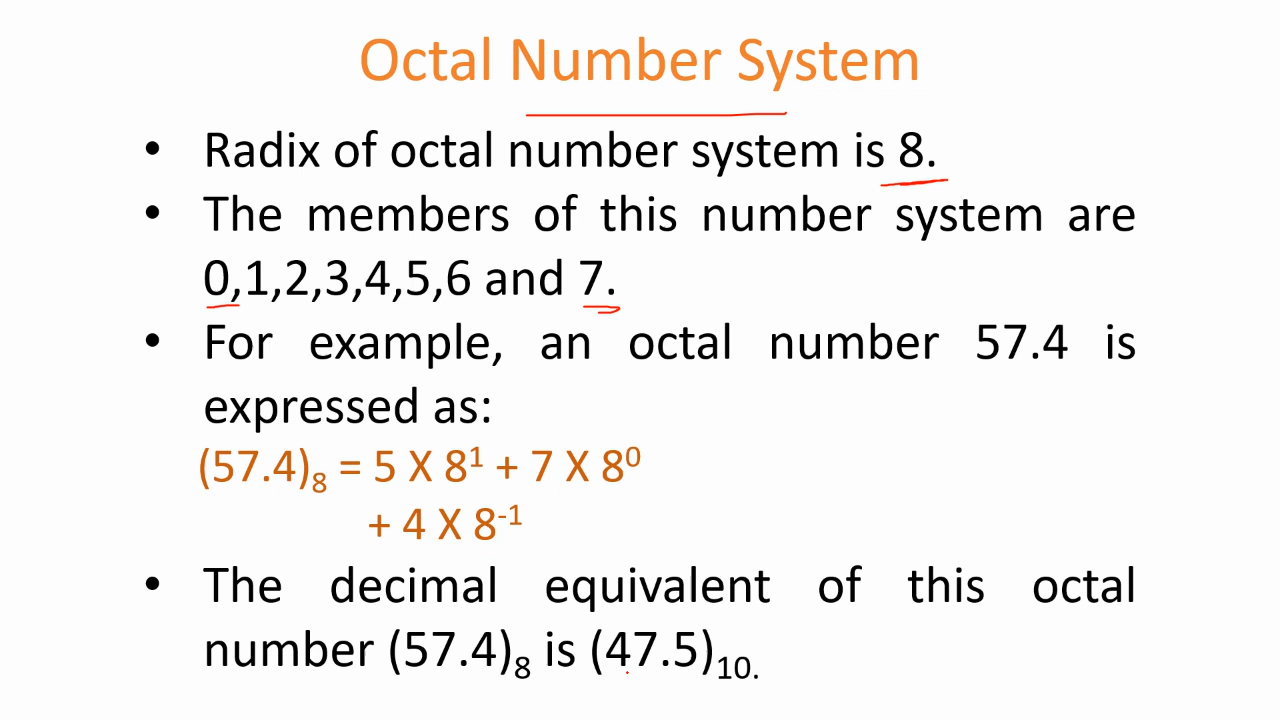 Octal Number System
• Radix of octal number system is 8.
• The members of this number system are
0,1,2,3,4,5,6 and 7.
• For example, an octal number 57.4 is
expressed as:
(57.4)₈ = 5 X 8¹ + 7 X 8⁰
+ 4 X 8⁻¹
• The decimal equivalent of this octal
number (57.4)₈ is (47.5)₁₀.